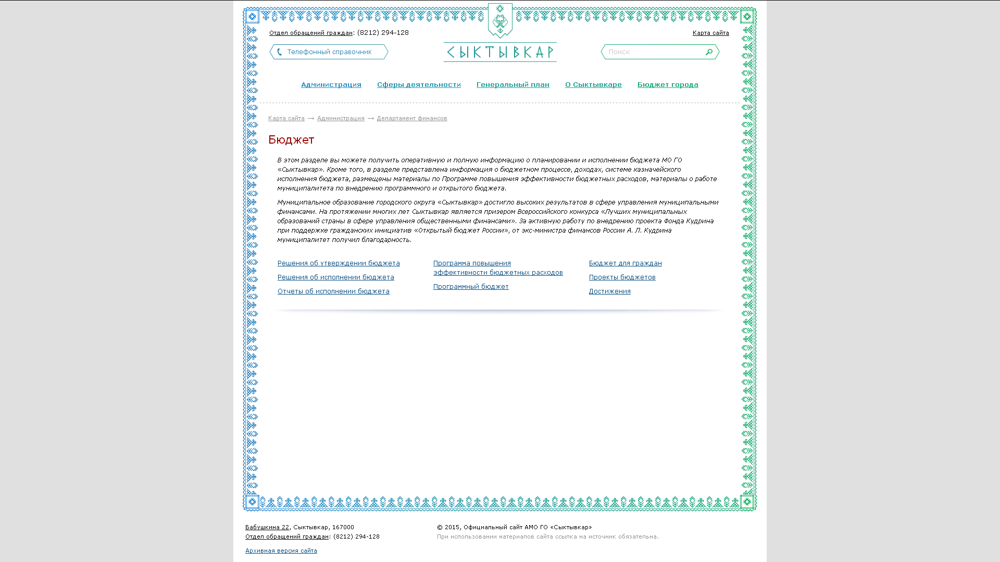 Отдел обращений граждан: (8212) 294-128
Карта сайта
Телефонный справочник
СЫКТЫВКАР
Поиск
Администрация
Сферы деятельности
Генеральный план
О Сыктывкаре
Бюджет города
Карта сайта → Администрация → Департамент финансов
Бюджет
В этом разделе вы можете получить оперативную и полную информацию о планировании и исполнении бюджета МО ГО
«Сыктывкар». Кроме того, в разделе представлена информация о бюджетном процессе, доходах, системе казначейского
исполнения бюджета, размещены материалы по Программе повышения эффективности бюджетных расходов, материалы о работе
муниципалитета по внедрению программного и открытого бюджета.
Муниципальное образование городского округа «Сыктывкар» достигло высоких результатов в сфере управления муниципальными
финансами. На протяжении многих лет Сыктывкар является призером Всероссийского конкурса «Лучших муниципальных
образований страны в сфере управления общественными финансами». За активную работу по внедрению проекта Фонда Кудрина
при поддержке гражданских инициатив «Открытый бюджет России», от экс-министра финансов России А. Л. Кудрина
муниципалитет получил благодарность.
Решения об утверждении бюджета
Решения об исполнении бюджета
Отчеты об исполнении бюджета
Программа повышения
эффективности бюджетных расходов
Программный бюджет
Бюджет для граждан
Проекты бюджетов
Достижения
Бабушкина 22, Сыктывкар, 167000
Отдел обращений граждан: (8212) 294-128
Архивная версия сайта
© 2015, Официальный сайт АМО ГО «Сыктывкар»
При использовании материалов сайта ссылка на источник обязательна.